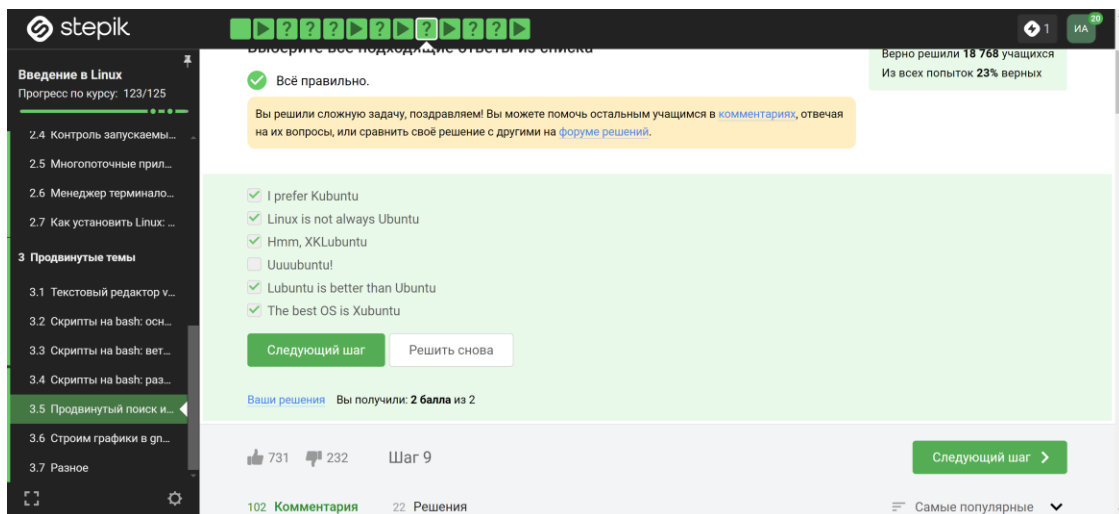 stepik
1
20
ИА
Введение в Linux
Прогресс по курсу: 123/125
2.4 Контроль запускаемы...
2.5 Многопоточные прил...
2.6 Менеджер терминало...
2.7 Как установить Linux: ...
3 Продвинутые темы
3.1 Текстовый редактор v...
3.2 Скрипты на bash: осн...
3.3 Скрипты на bash: вет...
3.4 Скрипты на bash: раз...
3.5 Продвинутый поиск и...
3.6 Строим графики в gn...
3.7 Разное
Выберите все подходящие ответы из списка
Всё правильно.
Верно решили 18 768 учащихся
Из всех попыток 23% верных
Вы решили сложную задачу, поздравляем! Вы можете помочь остальным учащимся в комментариях, отвечая
на их вопросы, или сравнить своё решение с другими на форуме решений.
I prefer Kubuntu
Linux is not always Ubuntu
Hmm, XKLubuntu
Uuuubuntu!
Lubuntu is better than Ubuntu
The best OS is Xubuntu
Следующий шаг Решить снова
Ваши решения Вы получили: 2 балла из 2
731 232 Шаг 9 Следующий шаг
102 Комментария 22 Решения Самые популярные